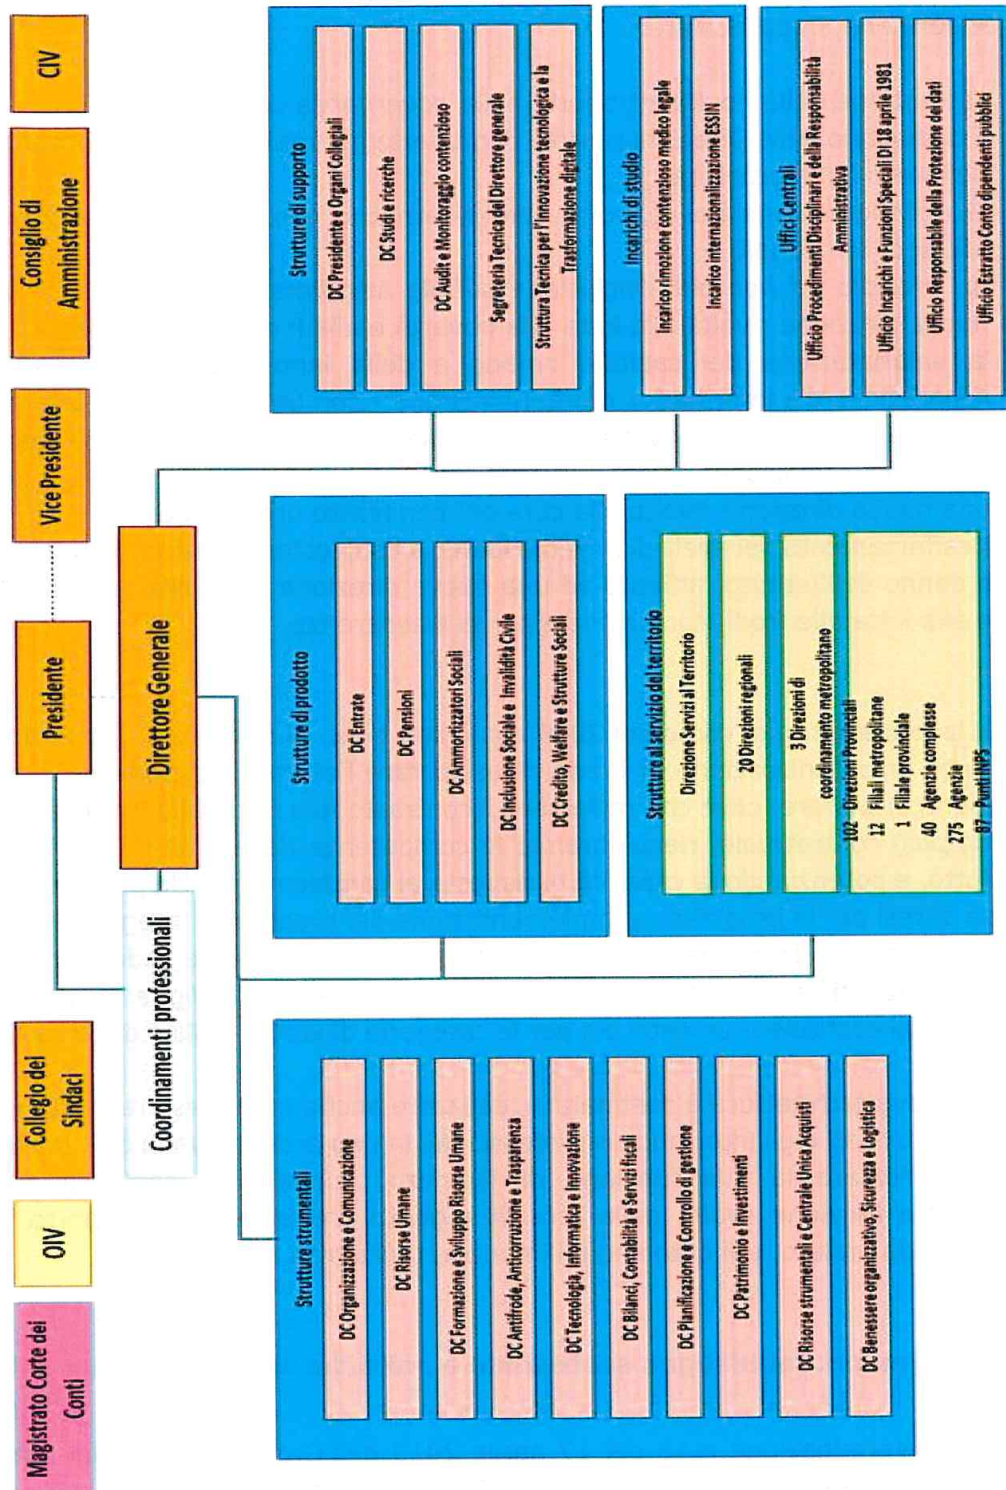 Magistrato Corte dei
Conti
OIV
Collegio dei
Sindaci
Presidente
Vice Presidente
Consiglio di
Amministrazione
CIV
Coordinamenti professionali
Direttore Generale
Strutture strumentali
DC Organizzazione e Comunicazione
DC Risorse Umane
DC Formazione e Sviluppo Risorse Umane
DC Antifrode, Anticorruzione e Trasparenza
DC Tecnologia, Informatica e Innovazione
DC Bilanci, Contabilità e Servizi fiscali
DC Planificazione e Controllo di gestione
DC Patrimonio e Investimenti
DC Risorse strumentali e Centrale Unica Acquisti
DC Benessere organizzativo, Sicurezza e Logistica
Strutture di prodotto
DC Entrate
DC Pensioni
DC Ammortizzatori Sociali
DC Inclusione Sociale e Invalidità Civile
DC Credito, Welfare e Strutture Sociali
Strutture al servizio del territorio
Direzione Servizi al Territorio
20 Direzioni regionali
3 Direzioni di
coordinamento metropolitano
102 Direzioni Provinciali
12 Filiali metropolitane
1 Filiale provinciale
40 Agenzie complesse
275 Agenzie
87 Punti INPS
Strutture di supporto
DC Presidente e Organi Collegiali
DC Studi e ricerche
DC Audit e Monitoraggio contenzioso
Segreteria Tecnica del Direttore generale
Struttura Tecnica per l'Innovazione tecnologica e la
Trasformazione digitale
Incarichi di studio
Incarico rimozione contenzioso medico legale
Incarico internazionalizzazione ESSIN
Uffici Centrali
Ufficio Procedimenti Disciplinari e della Responsabilità
Amministrativa
Ufficio Incarichi e Funzioni Speciali DI 18 aprile 1981
Ufficio Responsabile della Protezione dei dati
Ufficio Estratto Conto dipendenti pubblici